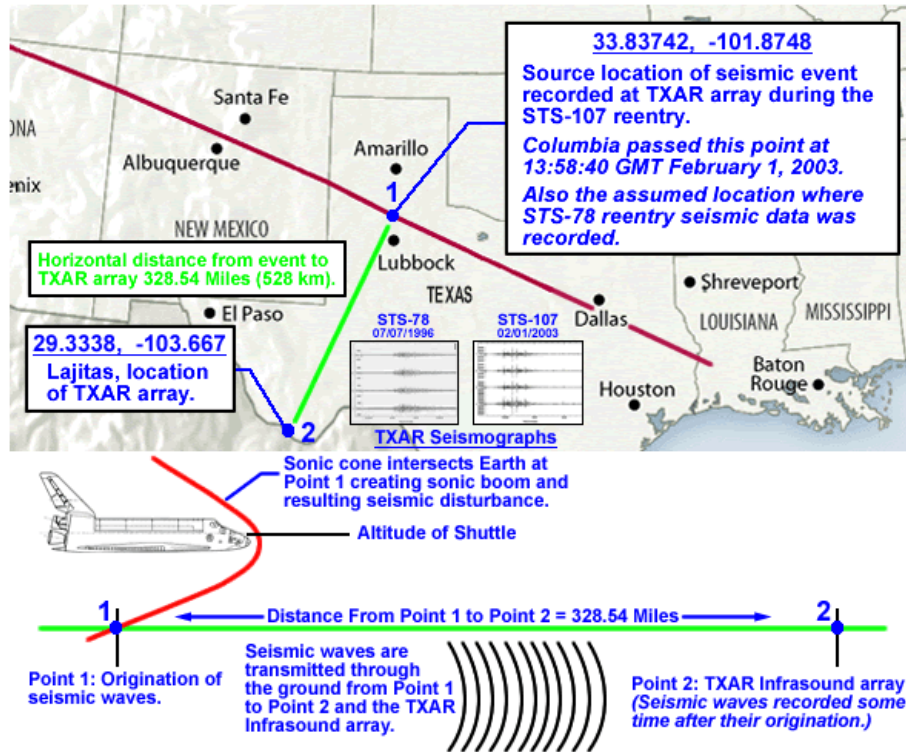 33.83742, -101.8748
Source location of seismic event
recorded at TXAR array during the
STS-107 reentry.
Columbia passed this point at
13:58:40 GMT February 1, 2003.
Also the assumed location where
STS-78 reentry seismic data was
recorded.
Santa Fe
ONA
Albuquerque
Amarillo
enix
1
NEW MEXICO
Lubbock
Horizontal distance from event to
TXAR array 328.54 Miles (528 km).
TEXAS
Shreveport
MISSISSIPPI
El Paso
Dallas
LOUISIANA
STS-78
07/07/1996
STS-107
02/01/2003
29.3338, -103.667
Lajitas, location
of TXAR array.
Baton
Rouge
Houston
2
TXAR Seismographs
Sonic cone intersects Earth at
Point 1 creating sonic boom and
resulting seismic disturbance.
Altitude of Shuttle
1
Distance From Point 1 to Point 2 = 328.54 Miles
2
Point 1: Origination of
seismic waves.
Seismic waves are
transmitted through
the ground from Point 1
to Point 2 and the TXAR
Infrasound array.
Point 2: TXAR Infrasound array
(Seismic waves recorded some
time after their origination.)